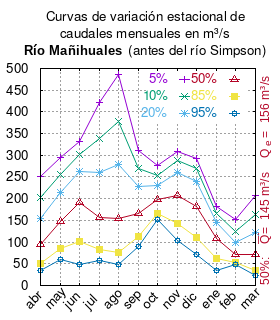 Curvas de variación estacional de
caudales mensuales en m³/s
Río Mañihuales (antes del río Simpson)
500
450
400
350
300
250
200
150
100
50
0
5% 50%
10% 85%
20% 95%
abr
may
jun
jul
ago
sep
oct
nov
dic
ene
feb
mar
50%: Q= 145 m³/s Qe = 156 m³/s